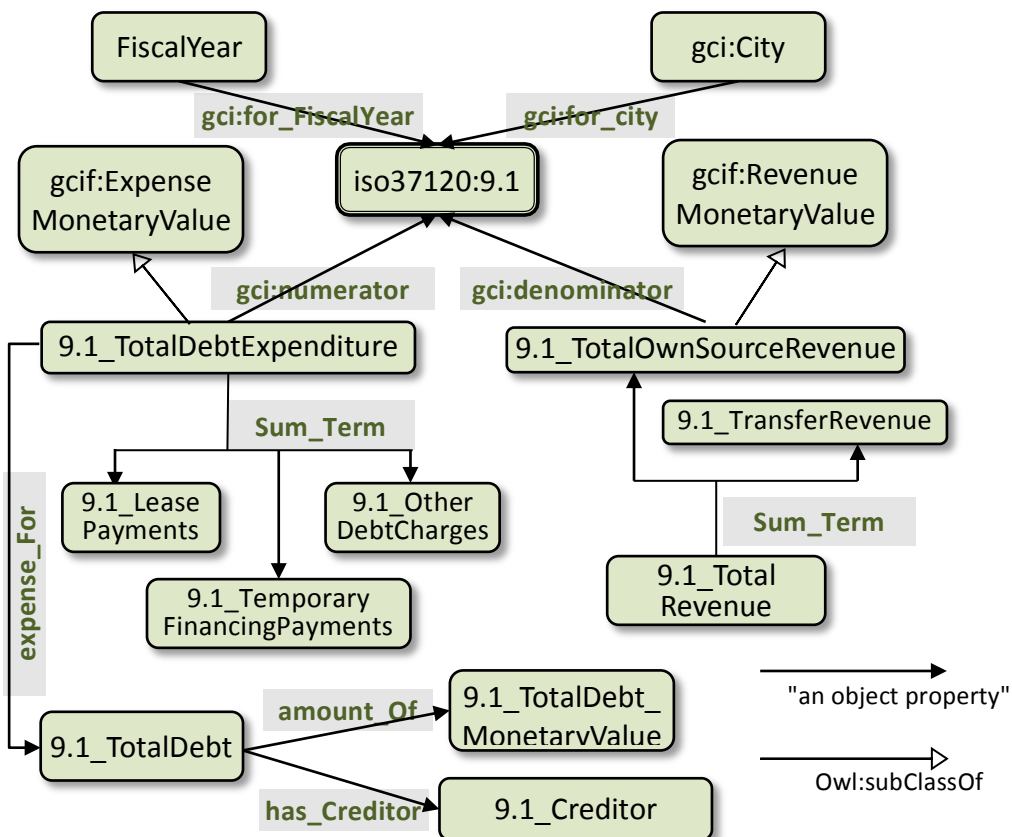 FiscalYear
gci:City
gci:for_FiscalYear
gci:for_city
gcif:Expense
MonetaryValue
iso37120:9.1
gcif:Revenue
MonetaryValue
gci:numerator
gci:denominator
9.1_TotalDebtExpenditure
9.1_TotalOwnSourceRevenue
Sum_Term
9.1_TransferRevenue
9.1_Lease
Payments
9.1_Other
DebtCharges
Sum_Term
expense_For
9.1_Temporary
FinancingPayments
9.1_Total
Revenue
"an object property"
amount_Of
9.1_TotalDebt_
MonetaryValue
9.1_TotalDebt
Owl:subClassOf
has_Creditor
9.1_Creditor